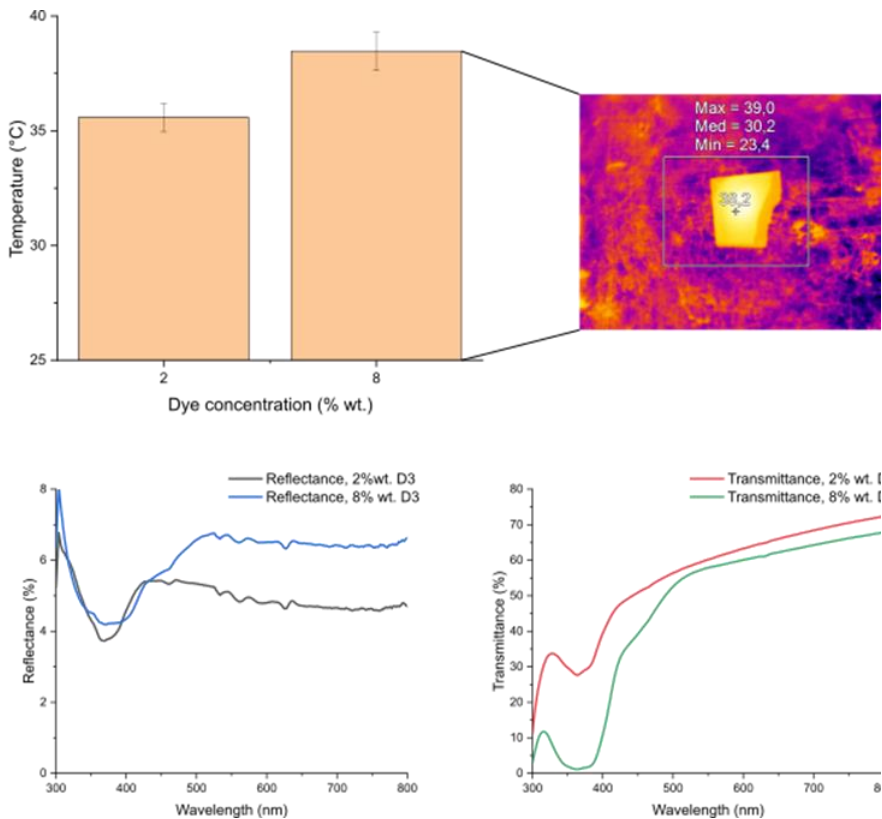 40
35
30
25
Temperature (°C)
2
8
Dye concentration (% wt.)
Max = 39,0
Med = 30,2
Min = 23,4
Reflectance, 2%wt. D3
Reflectance, 8% wt. D3
8
6
4
2
0
Reflectance (%)
300 400 500 600 700 800
Wavelength (nm)
Transmittance, 2% wt. D
Transmittance, 8% wt. D
80
70
60
50
40
30
20
10
0
Transmittance (%)
300 400 500 600 700 800
Wavelength (nm)